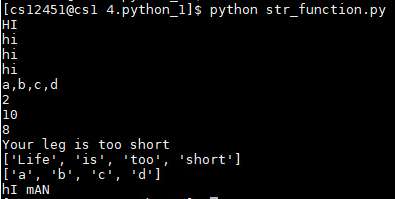 [cs12451@cs1 4.python_1]$ python str_function.py
HI
hi
hi
hi
a,b,c,d
2
10
8
Your leg is too short
['Life', 'is', 'too', 'short']
['a', 'b', 'c', 'd']
hI mAN